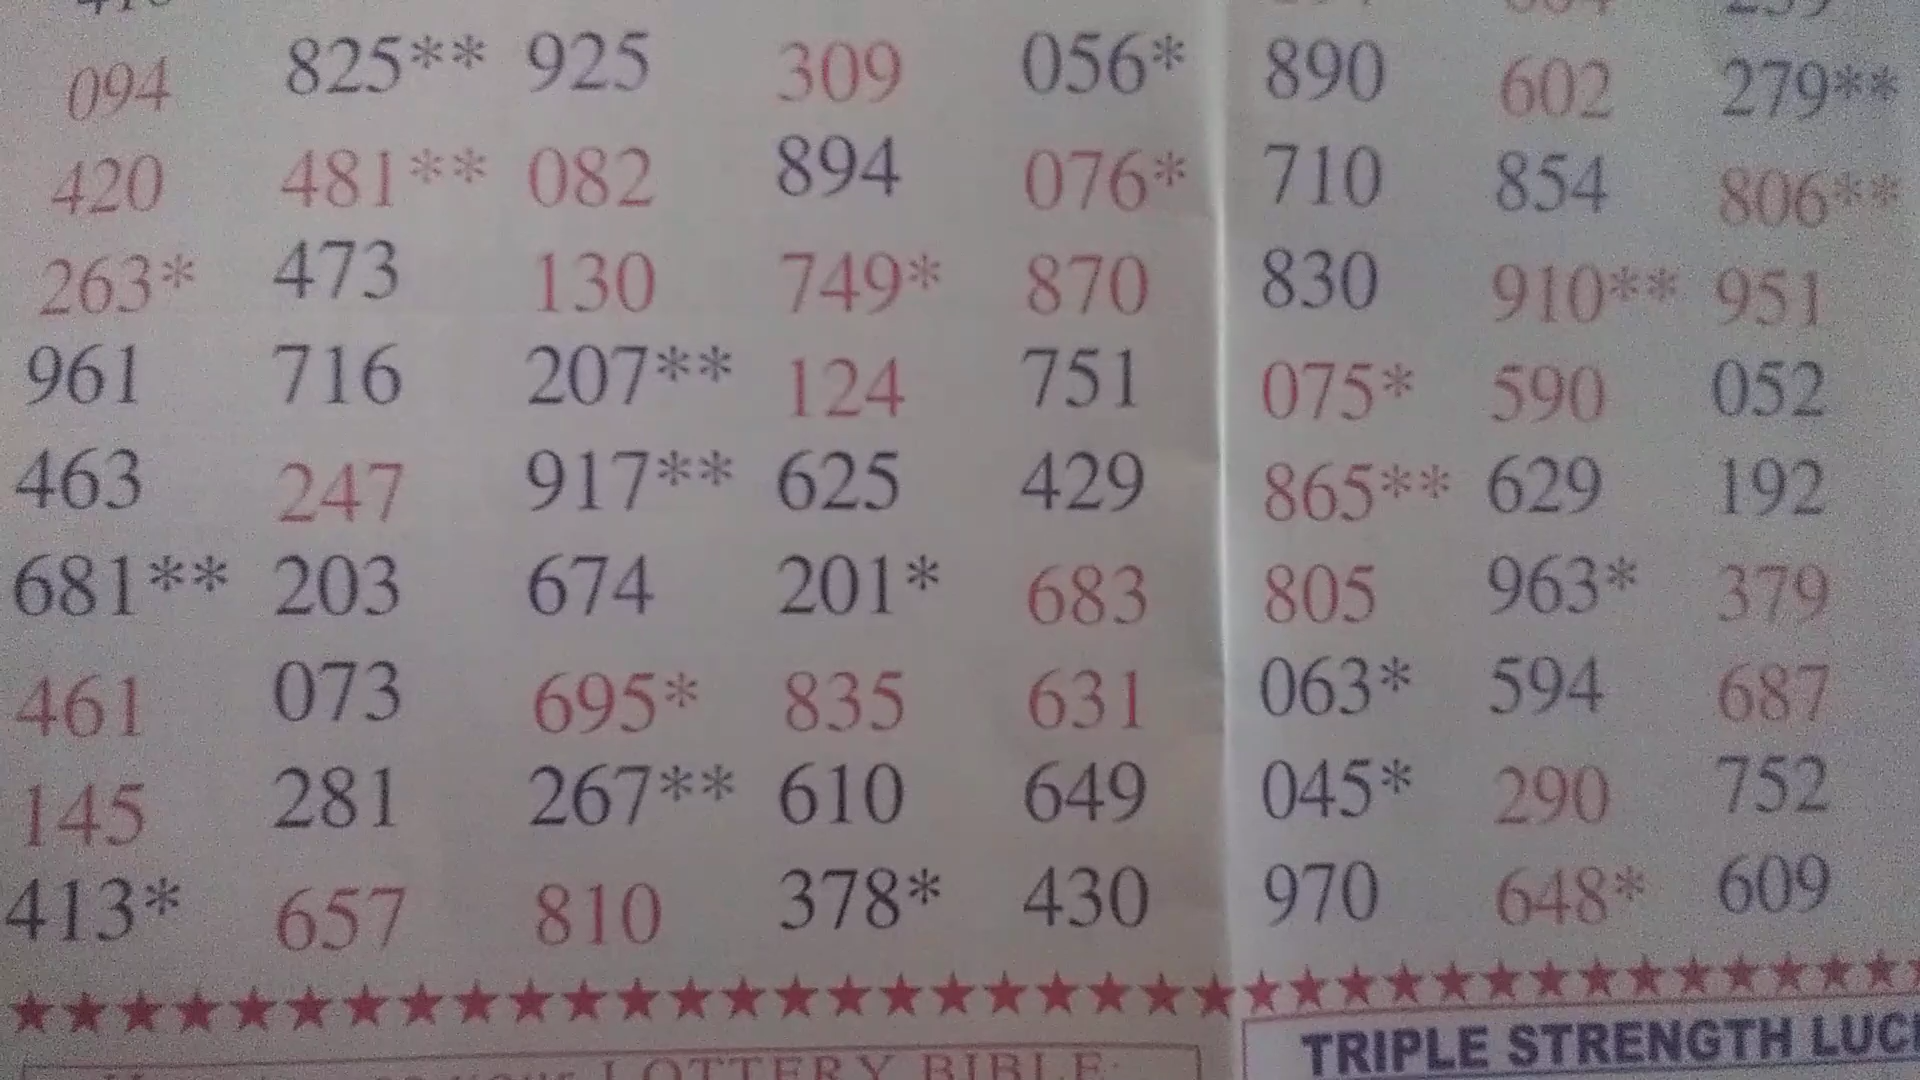 094 825** 925 309 056* 890 602 279**
420 481** 082 894 076* 710 854 806**
263* 473 130 749* 870 830 910** 951
961 716 207** 124 751 075* 590 052
463 247 917** 625 429 865** 629 192
681** 203 674 201* 683 805 963* 379
461 073 695* 835 631 063* 594 687
145 281 267** 610 649 045* 290 752
413* 657 810 378* 430 970 648* 609
LOTTERY BIBLE:
TRIPLE STRENGTH